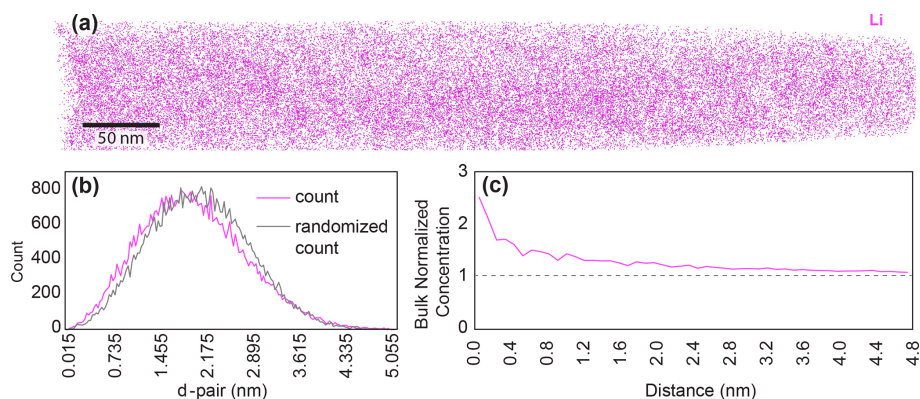 (a)
Li
50 nm
(b)
Count
800
600
400
200
0
count
randomized
count
0.015
0.735
1.455
2.175
2.895
3.615
4.335
5.055
d-pair (nm)
(c)
Bulk Normalized
Concentration
3
2
1
0
0.0
0.4
0.8
1.2
1.6
2.0
2.4
2.8
3.2
3.6
4.0
4.4
4.8
Distance (nm)